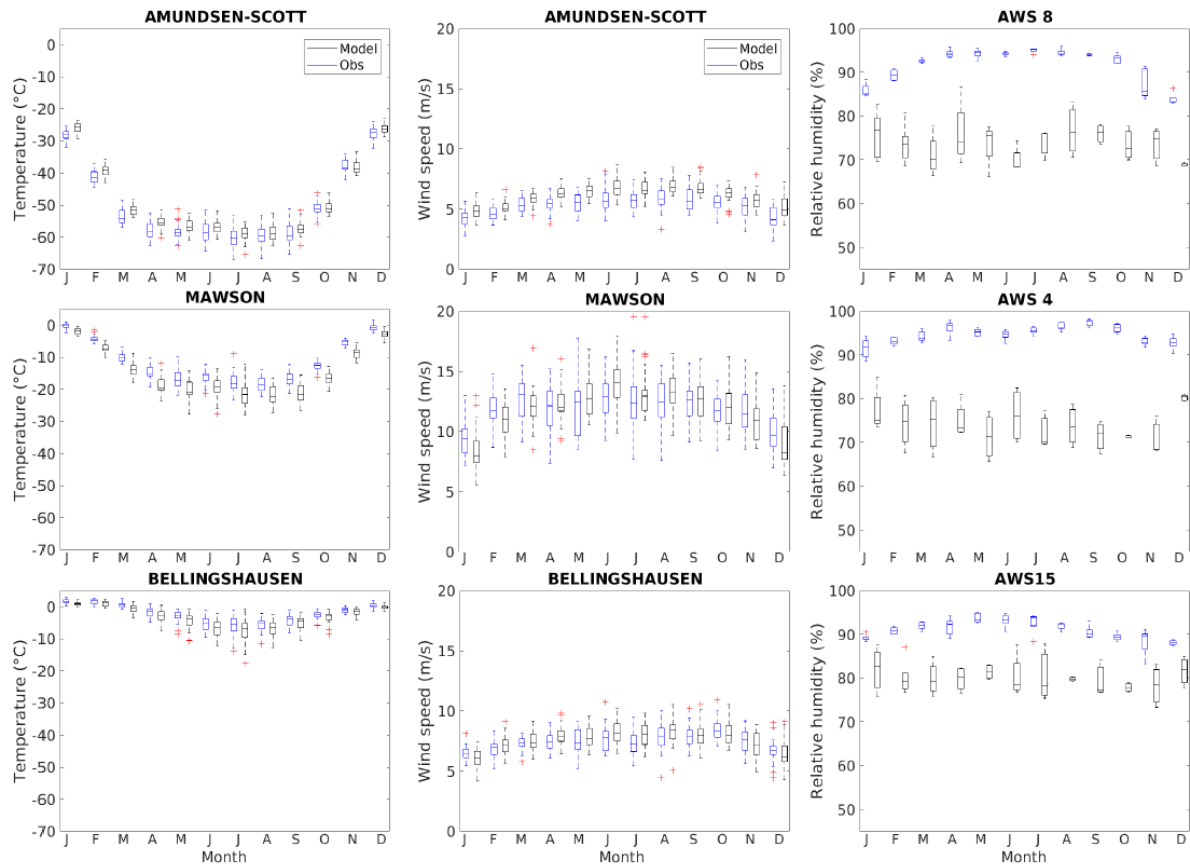 AMUNDSEN-SCOTT
AMUNDSEN-SCOTT
AWS 8
Temperature (°C)
0
-10
-20
-30
-40
-50
-60
-70
Model
Obs
J F M A M J J A S O N D
Wind speed (m/s)
20
15
10
5
0
Model
Obs
J F M A M J J A S O N D
Relative humidity (%)
100
90
80
70
60
50
J F M A M J J A S O N D
MAWSON
MAWSON
AWS 4
Temperature (°C)
0
-10
-20
-30
-40
-50
-60
-70
J F M A M J J A S O N D
Wind speed (m/s)
20
15
10
5
0
J F M A M J J A S O N D
Relative humidity (%)
100
90
80
70
60
50
J F M A M J J A S O N D
BELLINGSHAUSEN
BELLINGSHAUSEN
AWS15
Temperature (°C)
0
-10
-20
-30
-40
-50
-60
-70
J F M A M J J A S O N D
Month
Wind speed (m/s)
20
15
10
5
0
J F M A M J J A S O N D
Month
Relative humidity (%)
100
90
80
70
60
50
J F M A M J J A S O N D
Month